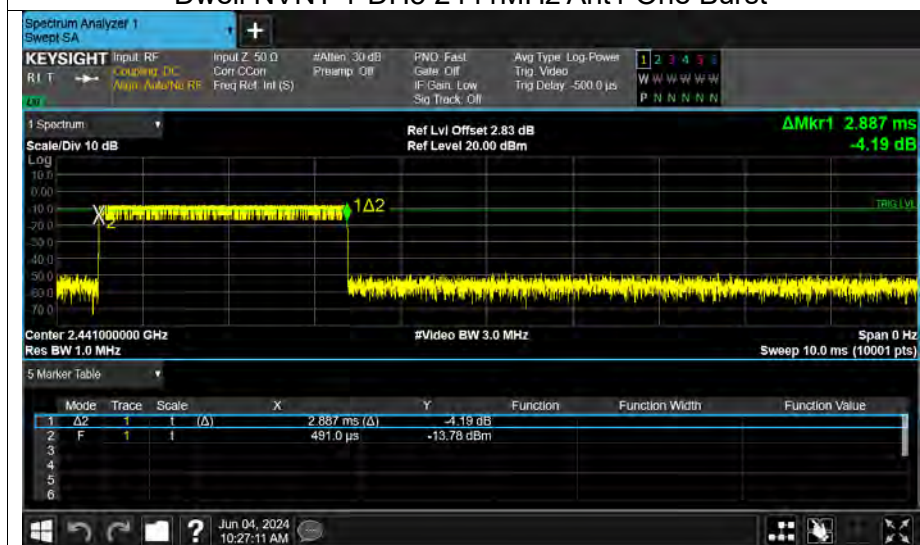 Dwell NVNT 1-DH5 2441MHz Ant1 One Burst
Spectrum Analyzer 1
Swept SA
+
KEYSIGHT
Input: RF
Coupling: DC
Align: Auto/No RF
Input Z: 50 Ω
Corr CCorr
Freq Ref: Int (S)
#Atten: 30 dB
Preamp: Off
PNO: Fast
Gate: Off
IF Gain: Low
Sig Track: Off
Avg Type: Log-Power
Trig: Video
Trig Delay: -500.0 µs
1 2 3 4 5 6
W W W W W W
P N N N N N
R L T
1 Spectrum
Scale/Div 10 dB
Ref Lvl Offset 2.83 dB
Ref Level 20.00 dBm
ΔMkr1 2.887 ms
-4.19 dB
Log
10.0
0.00
-10.0
-20.0
-30.0
-40.0
-50.0
-60.0
-70.0
X2
1Δ2
TRIG LVL
Center 2.441000000 GHz
Res BW 1.0 MHz
#Video BW 3.0 MHz
Span 0 Hz
Sweep 10.0 ms (10001 pts)
5 Marker Table
Mode Trace Scale X Y Function Function Width Function Value
1 Δ2 1 t (Δ) 2.887 ms (Δ) -4.19 dB
2 F 1 t 491.0 µs -13.78 dBm
3
4
5
6
?
Jun 04, 2024
10:27:11 AM